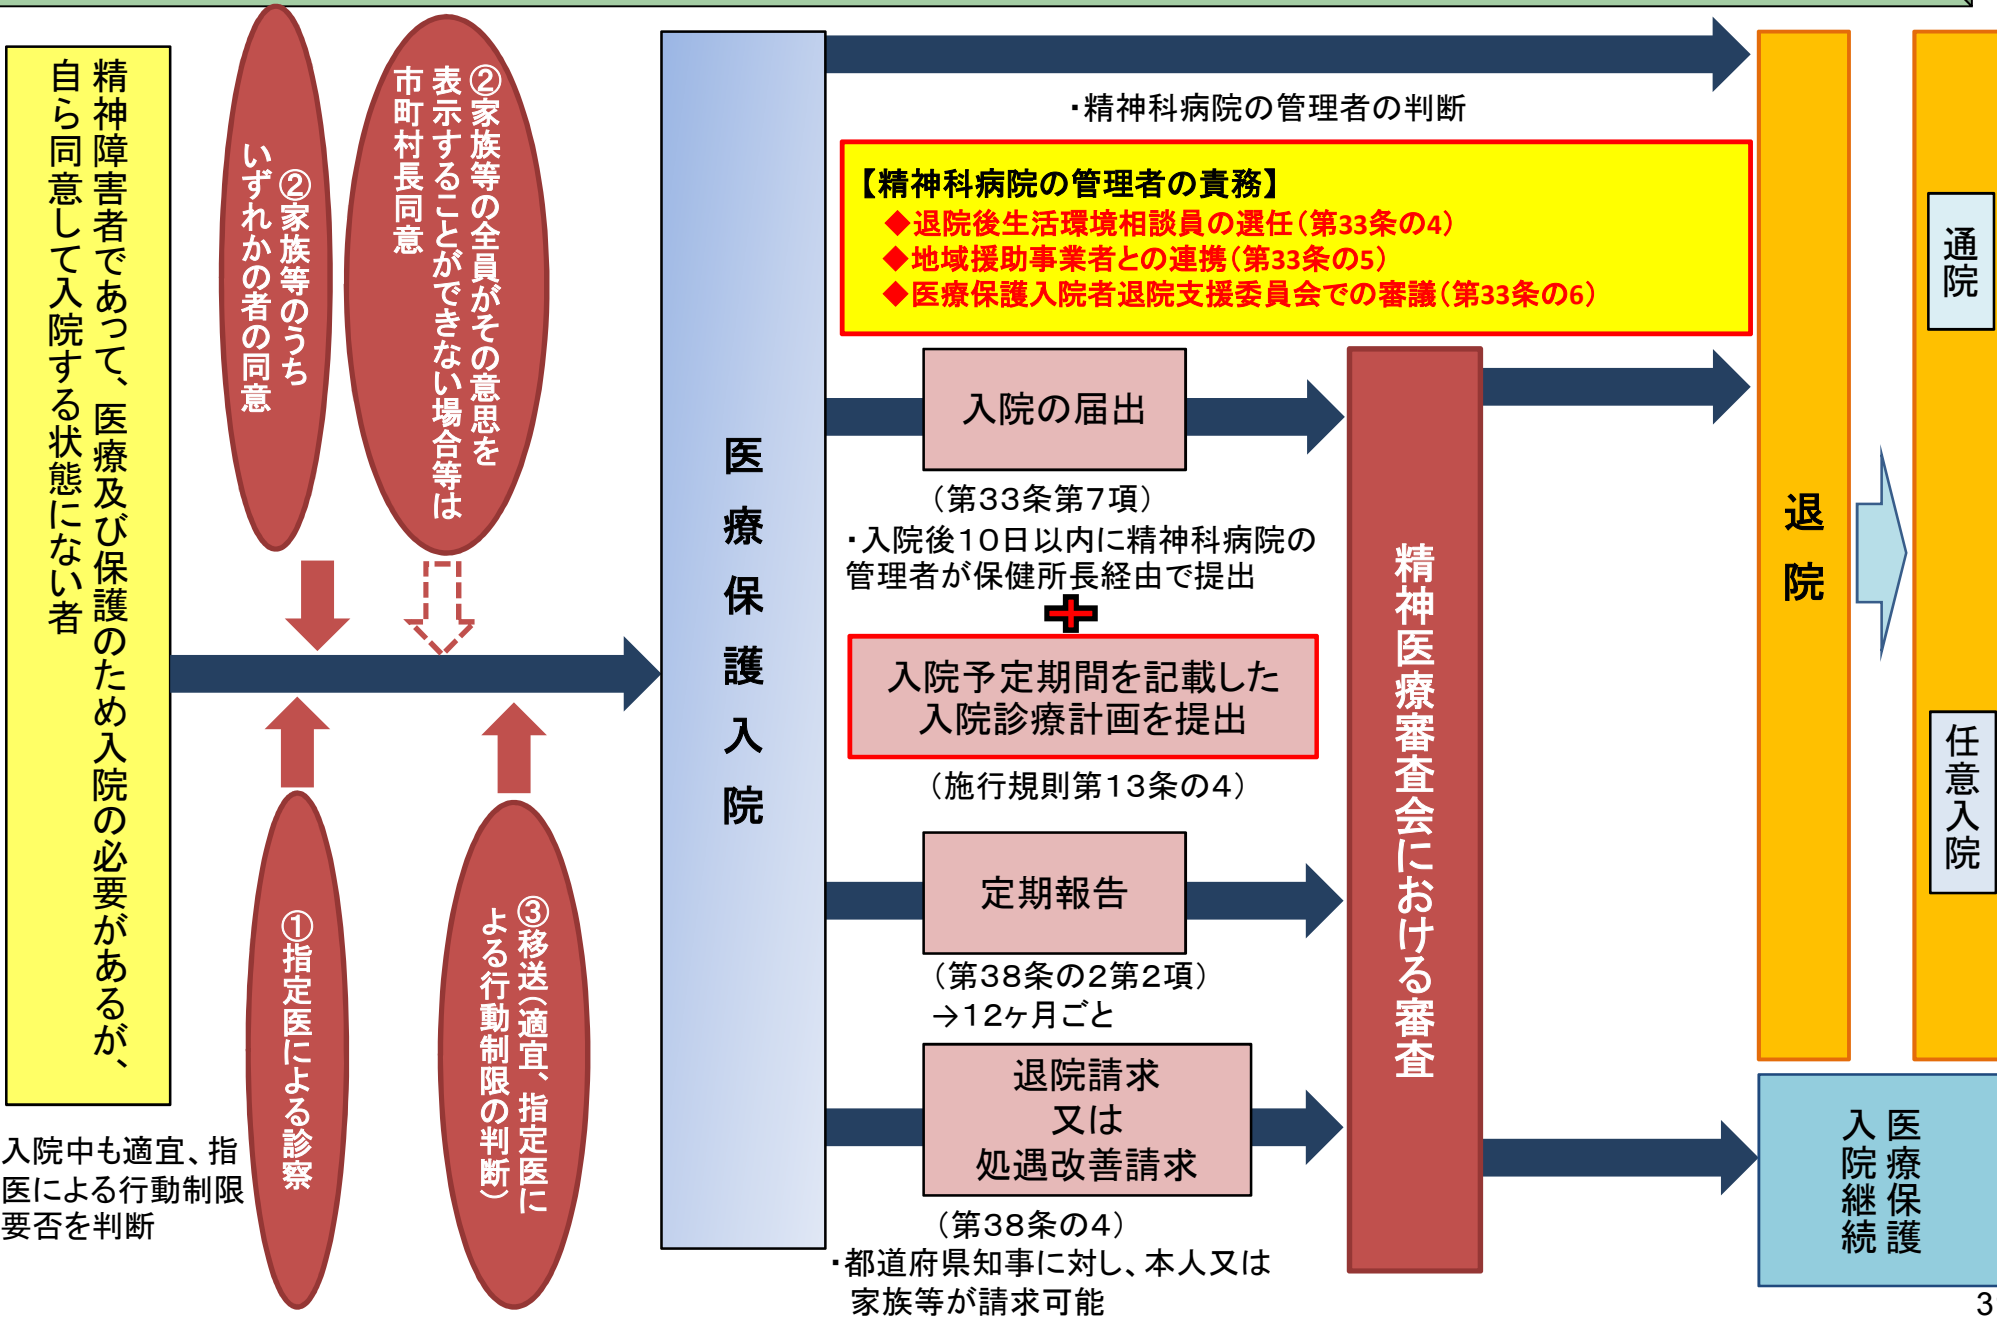 精神障害者であって、医療及び保護のため入院の必要があるが、
自ら同意して入院する状態にない者
入院中も適宜、指
医による行動制限
要否を判断
②家族等のうち
いずれかの者の同意
②家族等の全員がその意思を
表示することができない場合等は
市町村長同意
①指定医による診察
③移送（適宜、指定医に
よる行動制限の判断）
医療保護入院
・精神科病院の管理者の判断
【精神科病院の管理者の責務】
◆退院後生活環境相談員の選任（第33条の4）
◆地域援助事業者との連携（第33条の5）
◆医療保護入院者退院支援委員会での審議（第33条の6）
入院の届出
（第３３条第７項）
・入院後１０日以内に精神科病院の
管理者が保健所長経由で提出
入院予定期間を記載した
入院診療計画を提出
（施行規則第１３条の４）
定期報告
（第３８条の２第２項）
→１２ヶ月ごと
退院請求
又は
処遇改善請求
（第３８条の４）
・都道府県知事に対し、本人又は
家族等が請求可能
精神医療審査会における審査
退院
通院
任意入院
医療保護
入院継続
3